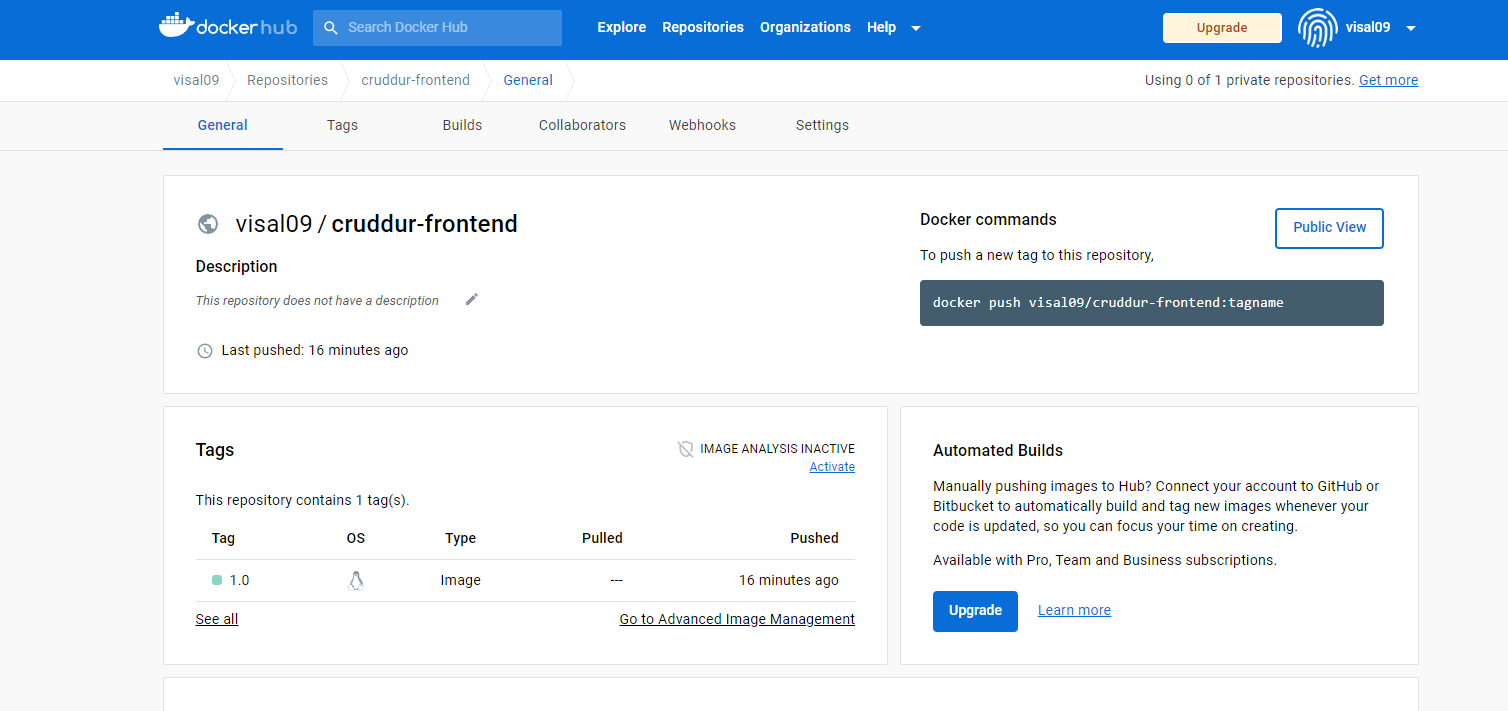 docker hub Search Docker Hub Explore Repositories Organizations Help Upgrade visal09
visal09 Repositories cruddur-frontend General Using 0 of 1 private repositories. Get more
General Tags Builds Collaborators Webhooks Settings
visal09 / cruddur-frontend
Description
This repository does not have a description
Last pushed: 16 minutes ago
Docker commands
Public View
To push a new tag to this repository,
docker push visal09/cruddur-frontend:tagname
Tags
IMAGE ANALYSIS INACTIVE
Activate
This repository contains 1 tag(s).
Tag OS Type Pulled Pushed
1.0 Image --- 16 minutes ago
See all Go to Advanced Image Management
Automated Builds
Manually pushing images to Hub? Connect your account to GitHub or
Bitbucket to automatically build and tag new images whenever your
code is updated, so you can focus your time on creating.
Available with Pro, Team and Business subscriptions.
Upgrade Learn more